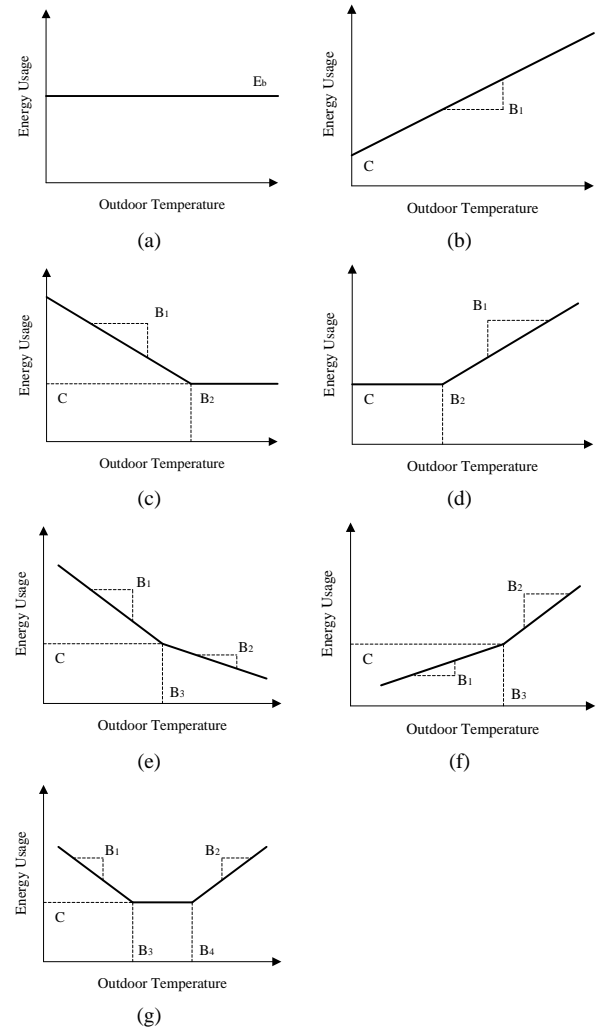 Energy Usage
Eb
Outdoor Temperature
(a)
Energy Usage
B1
C
Outdoor Temperature
(b)
Energy Usage
B1
C
B2
Outdoor Temperature
(c)
Energy Usage
B1
C
B2
Outdoor Temperature
(d)
Energy Usage
B1
B2
C
B3
Outdoor Temperature
(e)
Energy Usage
B2
C
B1
B3
Outdoor Temperature
(f)
Energy Usage
B1
B2
C
B3
B4
Outdoor Temperature
(g)